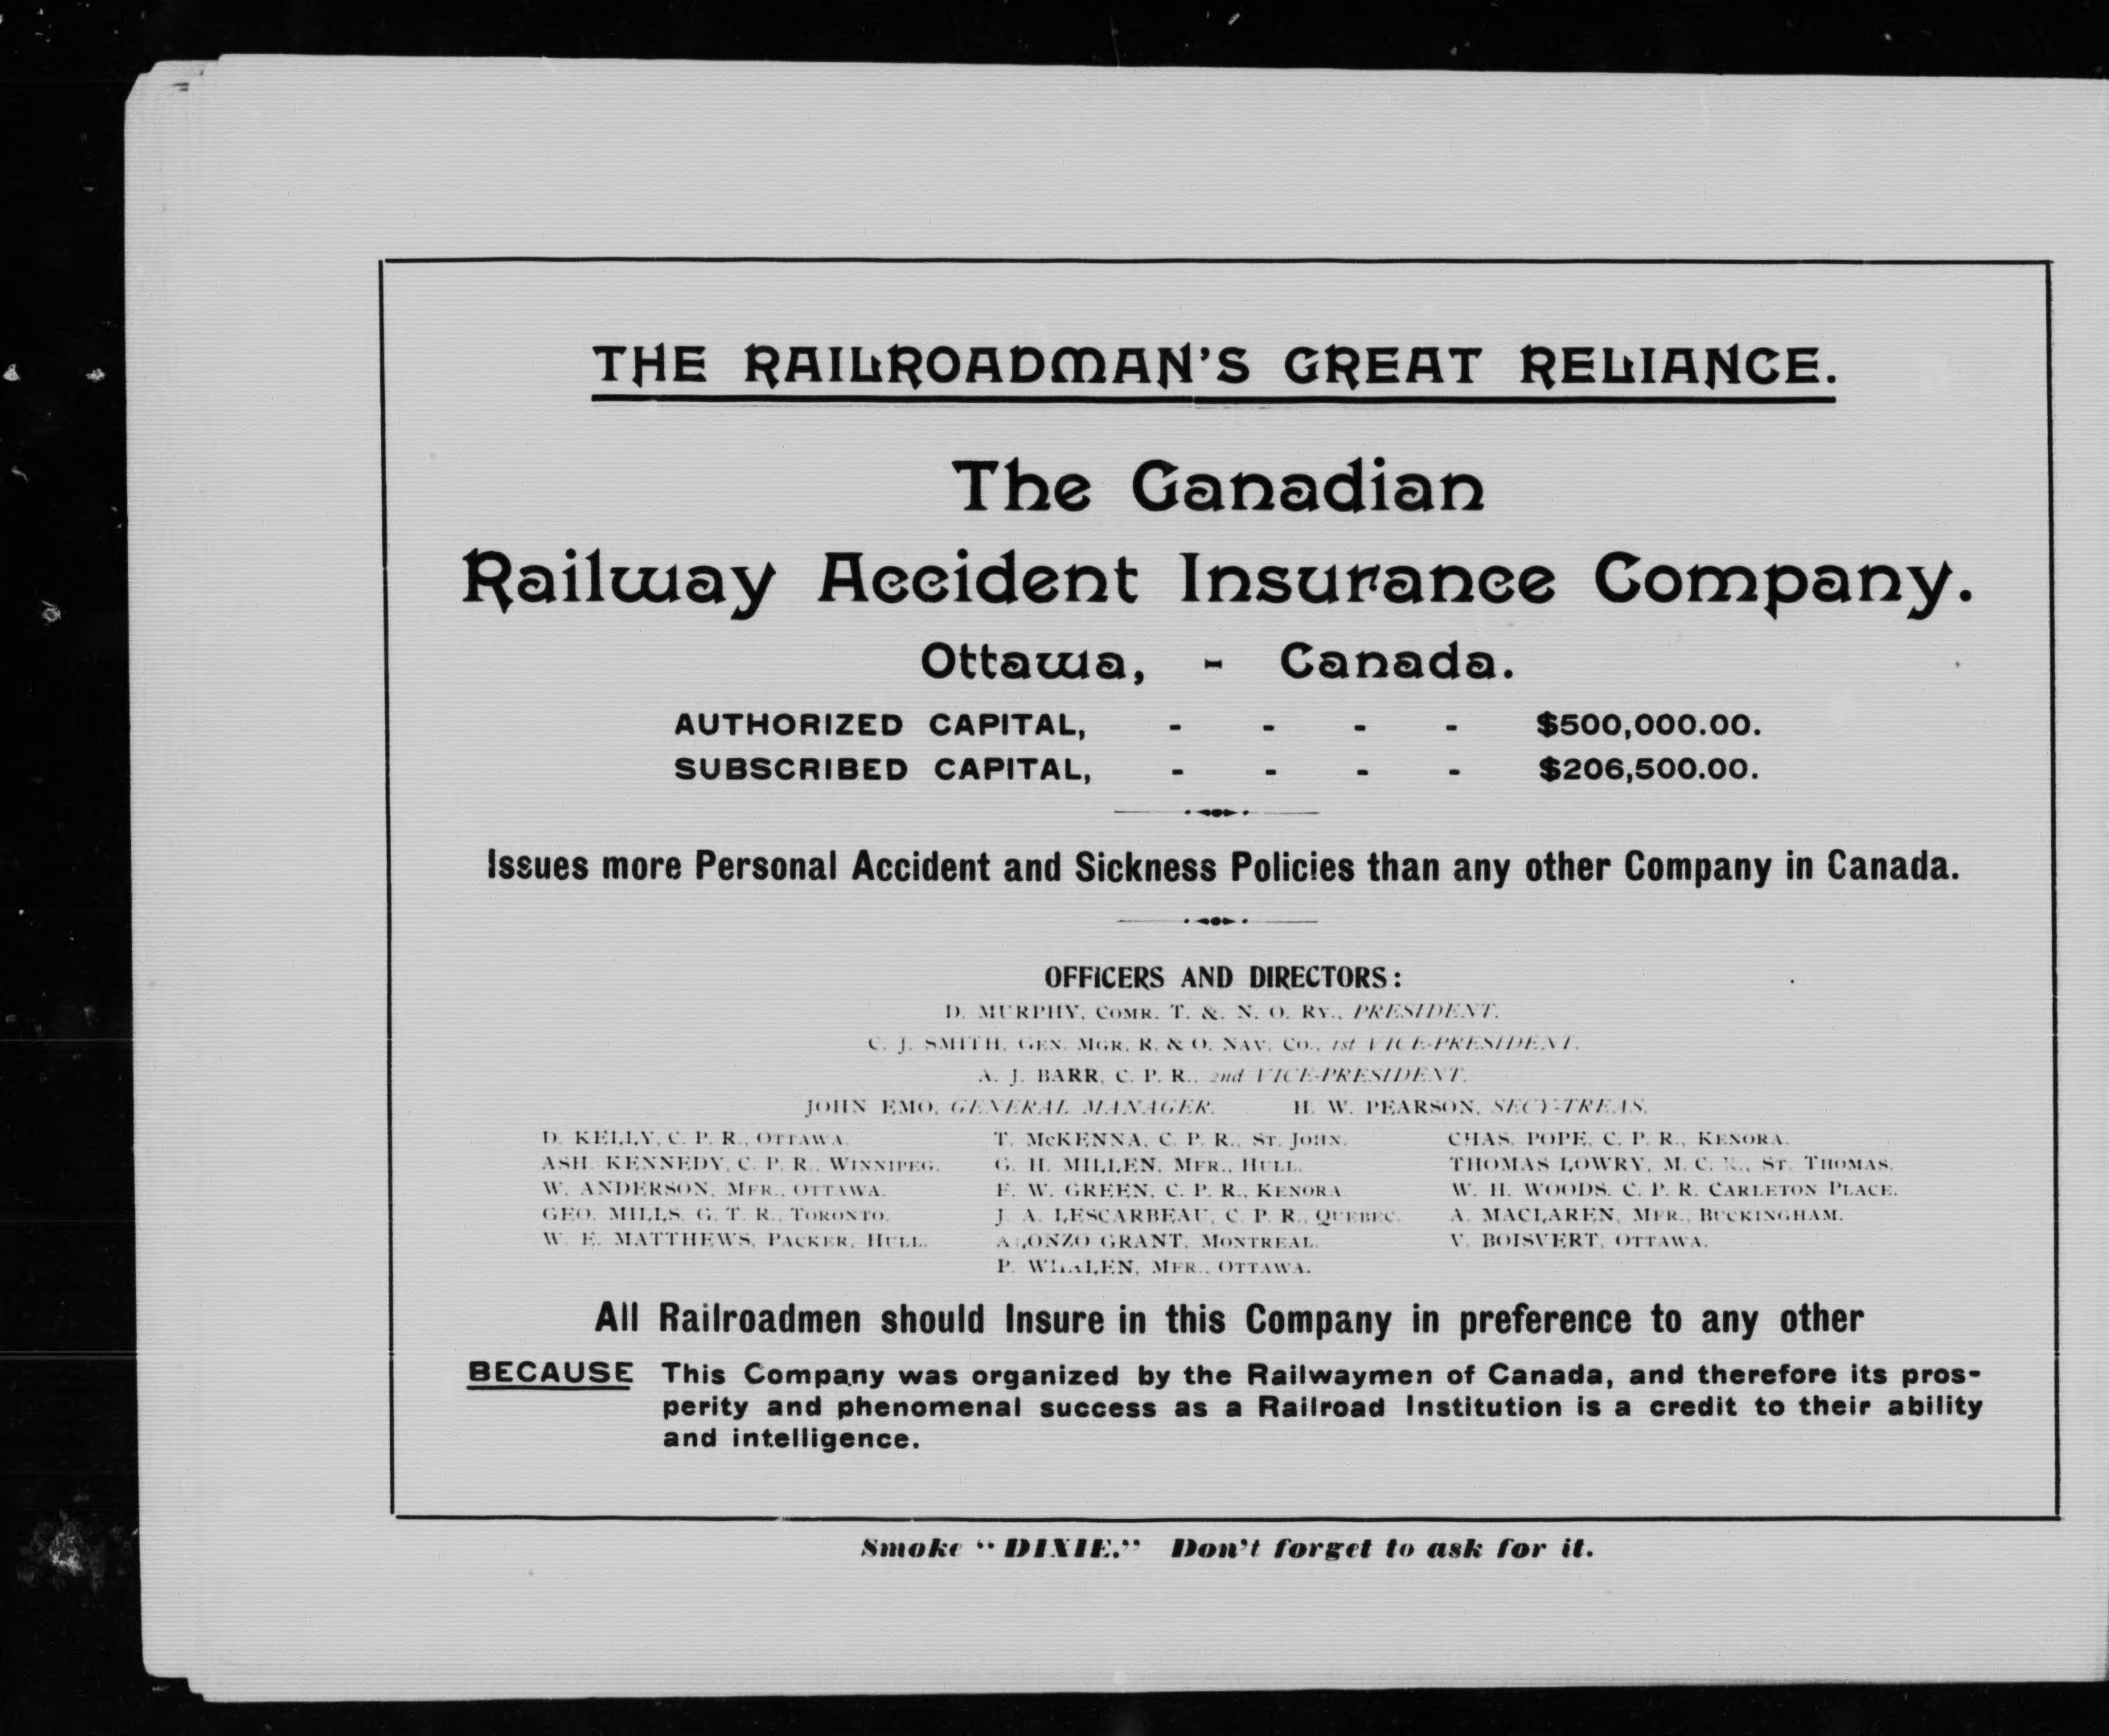 THE RAILROADMAN'S GREAT RELIANCE.
The Canadian
Railway Accident Insurance Company.
Ottawa, - Canada.
AUTHORIZED CAPITAL, - - - - $500,000.00.
SUBSCRIBED CAPITAL, - - - - $206,500.00.
Issues more Personal Accident and Sickness Policies than any other Company in Canada.
OFFICERS AND DIRECTORS:
D. MURPHY, COMR. T. & N. O. RY., PRESIDENT.
C. J. SMITH, GEN. MGR. R. & O. NAV. CO., 1st VICE-PRESIDENT.
A. J. BARR, C. P. R., 2nd VICE-PRESIDENT.
JOHN EMO, GENERAL MANAGER. H. W. PEARSON, SECY-TREAS.
D. KELLY, C. P. R., OTTAWA. T. McKENNA, C. P. R., ST. JOHN. CHAS. POPE, C. P. R., KENORA.
ASH. KENNEDY, C. P. R., WINNIPEG. G. H. MILLEN, MFR., HULL. THOMAS LOWRY, M. C. R., ST. THOMAS.
W. ANDERSON, MFR., OTTAWA. F. W. GREEN, C. P. R., KENORA W. H. WOODS, C. P. R. CARLETON PLACE.
GEO. MILLS, G. T. R., TORONTO. J. A. LESCARBEAU, C. P. R., QUEBEC. A. MACLAREN, MFR., BUCKINGHAM.
W. E. MATTHEWS, PACKER, HULL. ALONZO GRANT, MONTREAL. V. BOISVERT, OTTAWA.
P. WHALEN, MFR., OTTAWA.
All Railroadmen should Insure in this Company in preference to any other
BECAUSE This Company was organized by the Railwaymen of Canada, and therefore its pros-
perity and phenomenal success as a Railroad Institution is a credit to their ability
and intelligence.
Smoke "DIXIE." Don't forget to ask for it.